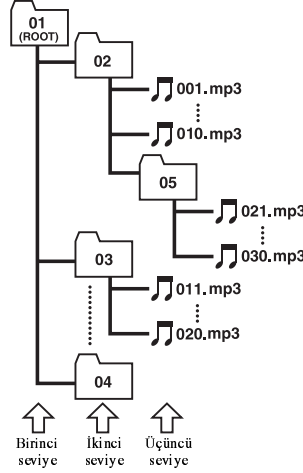 01
(ROOT)
02
001.mp3
010.mp3
05
021.mp3
030.mp3
03
011.mp3
020.mp3
04
Birinci
seviye
İkinci
seviye
Üçüncü
seviye